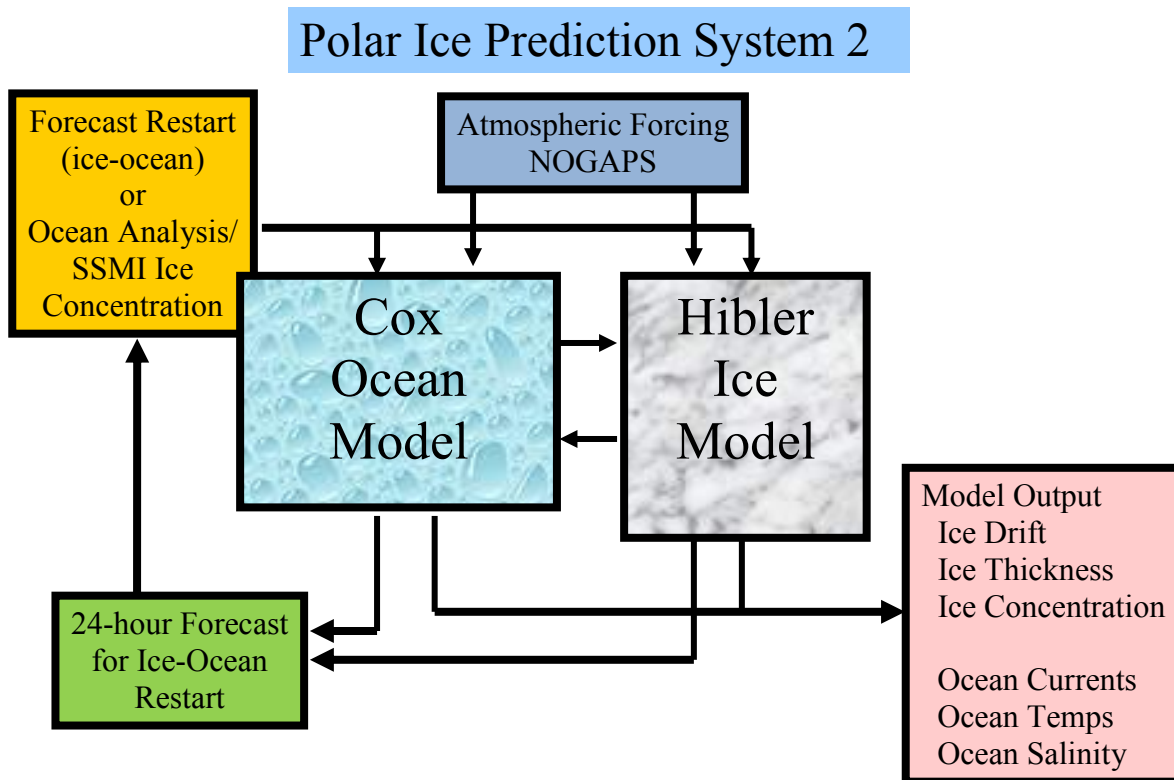 Polar Ice Prediction System 2
Forecast Restart
(ice-ocean)
or
Ocean Analysis/
SSMI Ice
Concentration
Atmospheric Forcing
NOGAPS
Cox
Ocean
Model
Hibler
Ice
Model
24-hour Forecast
for Ice-Ocean
Restart
Model Output
Ice Drift
Ice Thickness
Ice Concentration
Ocean Currents
Ocean Temps
Ocean Salinity